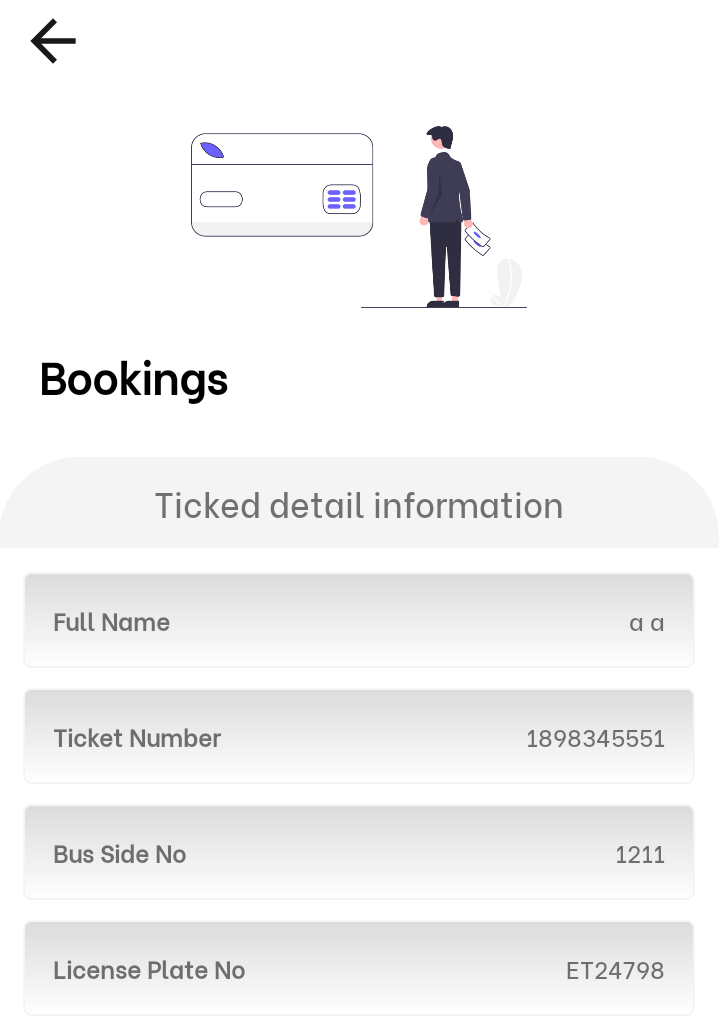 Bookings
Ticked detail information
Full Name a a
Ticket Number 1898345551
Bus Side No 1211
License Plate No ET24798